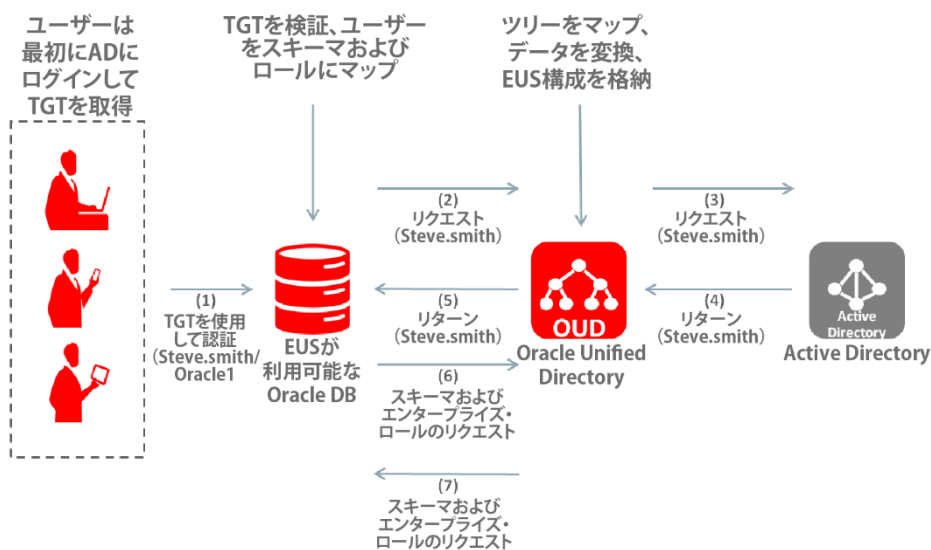 ユーザーは
最初にADに
ログインして
TGTを取得
TGTを検証、ユーザー
をスキーマおよび
ロールにマップ
ツリーをマップ、
データを変換、
EUS構成を格納
(1)
TGTを使用
して認証
(Steve.smith/
Oracle1
EUSが
利用可能な
Oracle DB
(2)
リクエスト
(Steve.smith)
(3)
リクエスト
(Steve.smith)
(5)
リターン
(Steve.smith)
(4)
リターン
(Steve.smith)
OUD
Oracle Unified
Directory
Active
Directory
Active Directory
(6)
スキーマおよび
エンタープライズ・
ロールのリクエスト
(7)
スキーマおよび
エンタープライズ・
ロールのリクエスト